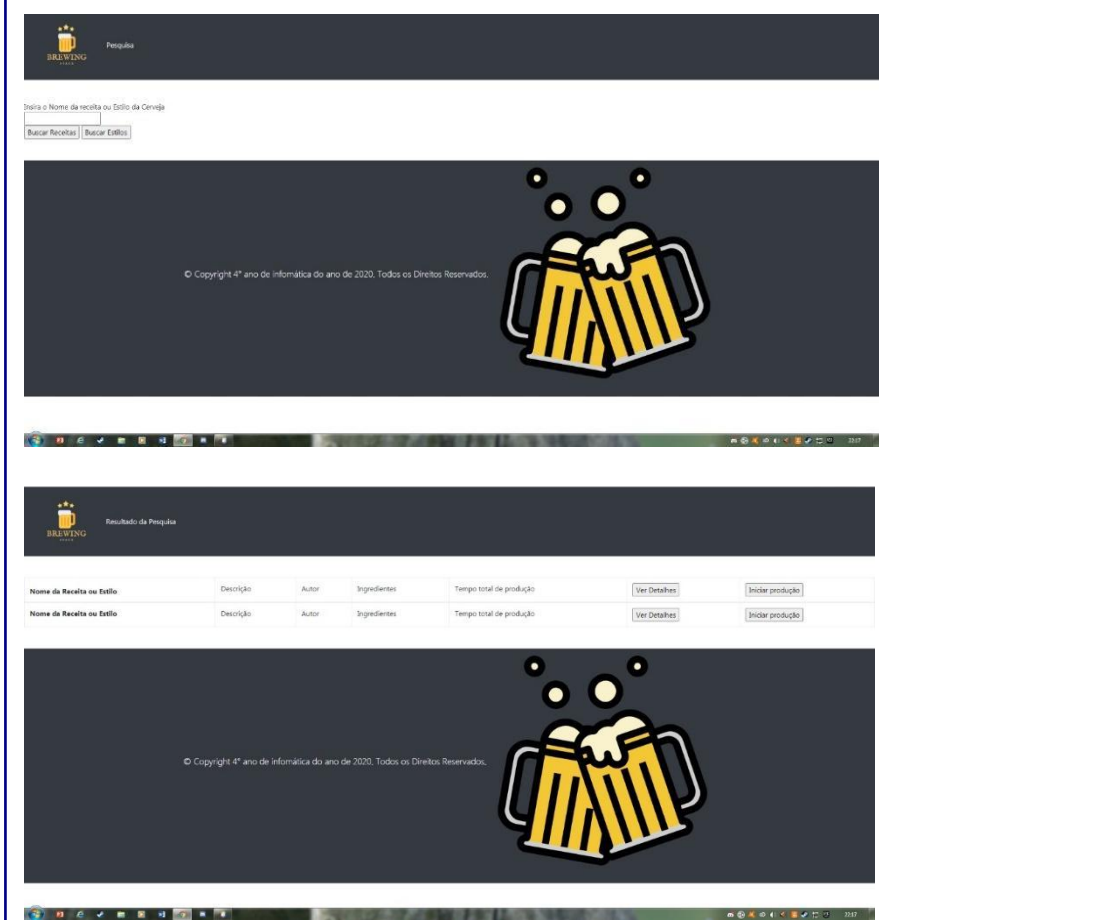 BREWING
Pesquisa
Insira o Nome da receita ou Estilo da Cerveja
Buscar Receitas Buscar Estilos
© Copyright 4° ano de infomática do ano de 2020. Todos os Direitos Reservados.
BREWING
Resultado da Pesquisa
Nome da Receita ou Estilo Descrição Autor Ingredientes Tempo total de produção Ver Detalhes Iniciar produção
Nome da Receita ou Estilo Descrição Autor Ingredientes Tempo total de produção Ver Detalhes Iniciar produção
© Copyright 4° ano de infomática do ano de 2020. Todos os Direitos Reservados.